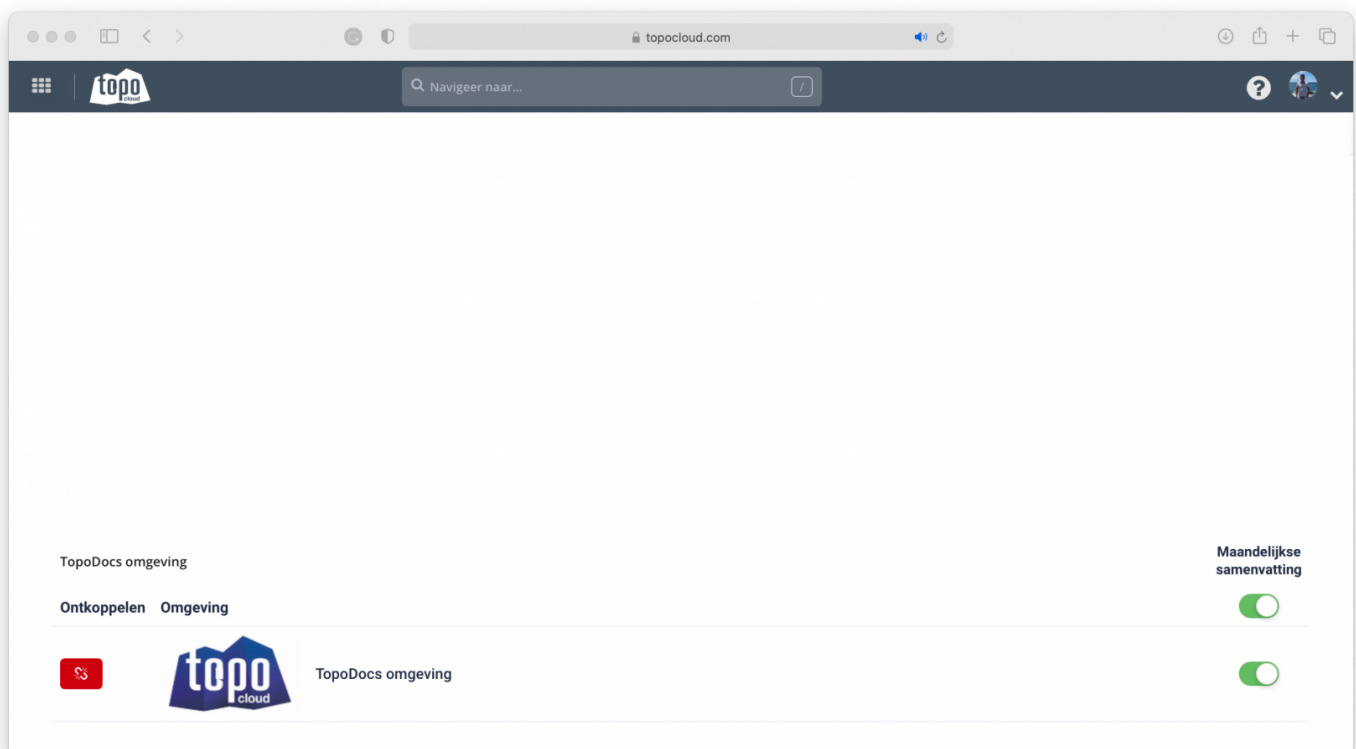 topocloud.com
topo
cloud
Navigeer naar...
/
?
TopoDocs omgeving
Maandelijkse
samenvatting
Ontkoppelen Omgeving
topo
cloud
TopoDocs omgeving